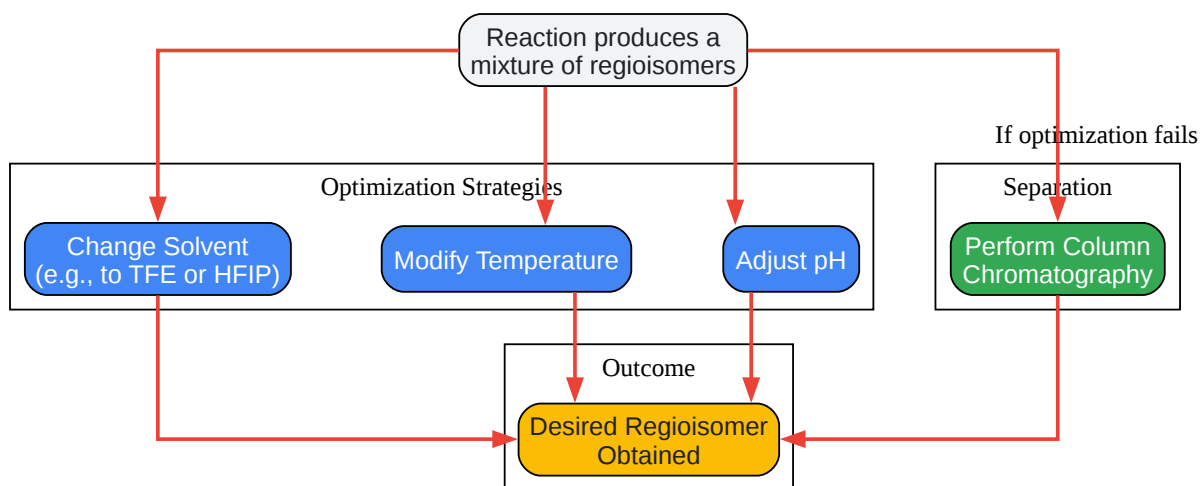 Reaction produces a
mixture of regioisomers
If optimization fails
Optimization Strategies
Separation
Change Solvent
(e.g., to TFE or HFIP)
Modify Temperature
Adjust pH
Perform Column
Chromatography
Outcome
Desired Regioisomer
Obtained